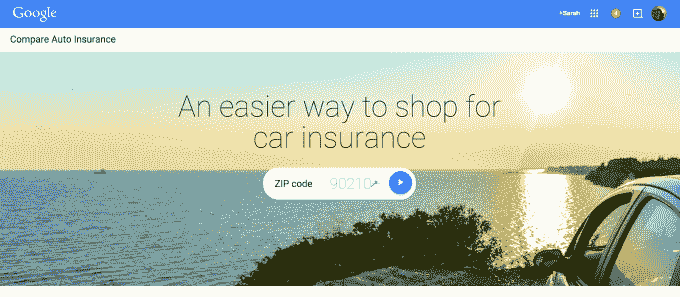 Google
+Sarah
Compare Auto Insurance
An easier way to shop for
car insurance
ZIP code 90210